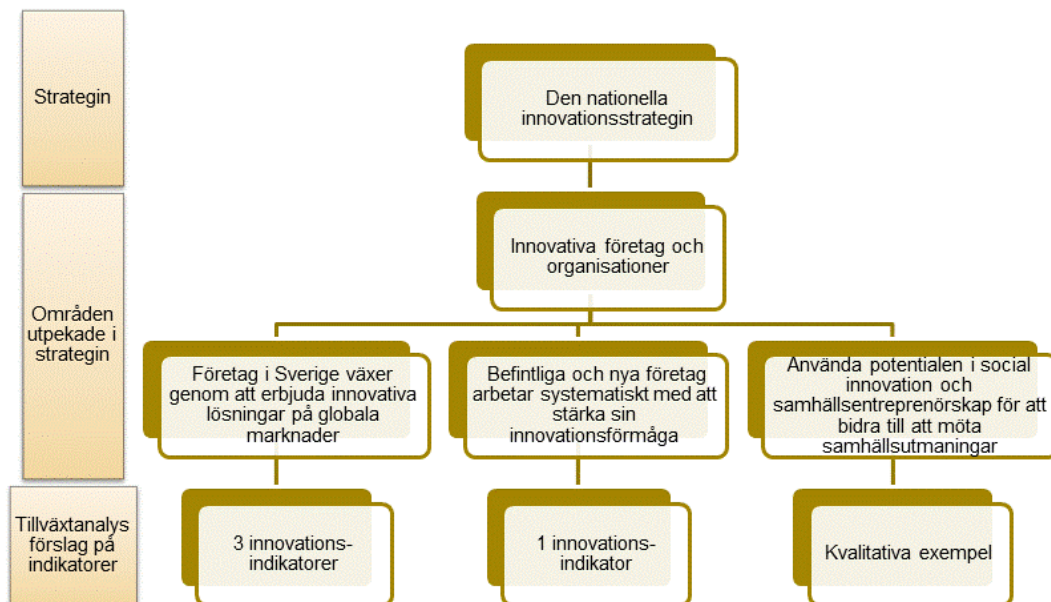 Strategin
Den nationella
innovationsstrategin
Områden
utpekade i
strategin
Innovativa företag och
organisationer
Företag i Sverige växer
genom att erbjuda innovativa
lösningar på globala
marknader
Befintliga och nya företag
arbetar systematiskt med att
stärka sin
innovationsförmåga
Använda potentialen i social
innovation och
samhällsentreprenörskap för att
bidra till att möta
samhällsutmaningar
Tillväxtanalys
förslag på
indikatorer
3 innovations-
indikatorer
1 innovations-
indikator
Kvalitativa exempel